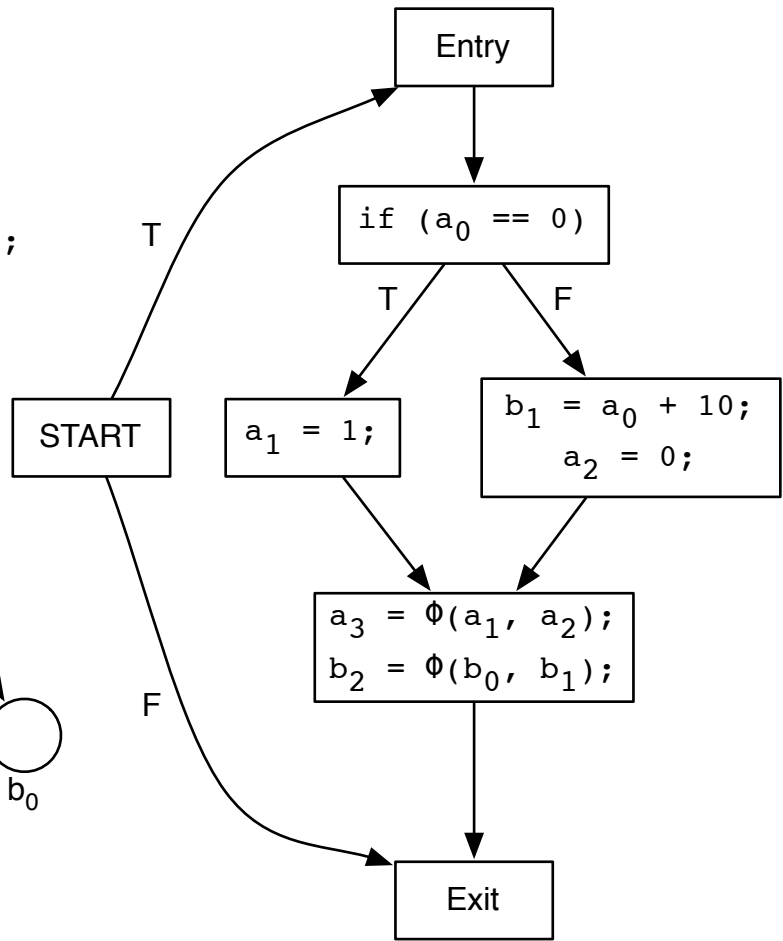 Entry
;
T
if (a₀ == 0)
T
F
START
a₁ = 1;
b₁ = a₀ + 10;
a₂ = 0;
a₃ = Φ(a₁, a₂);
b₂ = Φ(b₀, b₁);
F
b₀
Exit